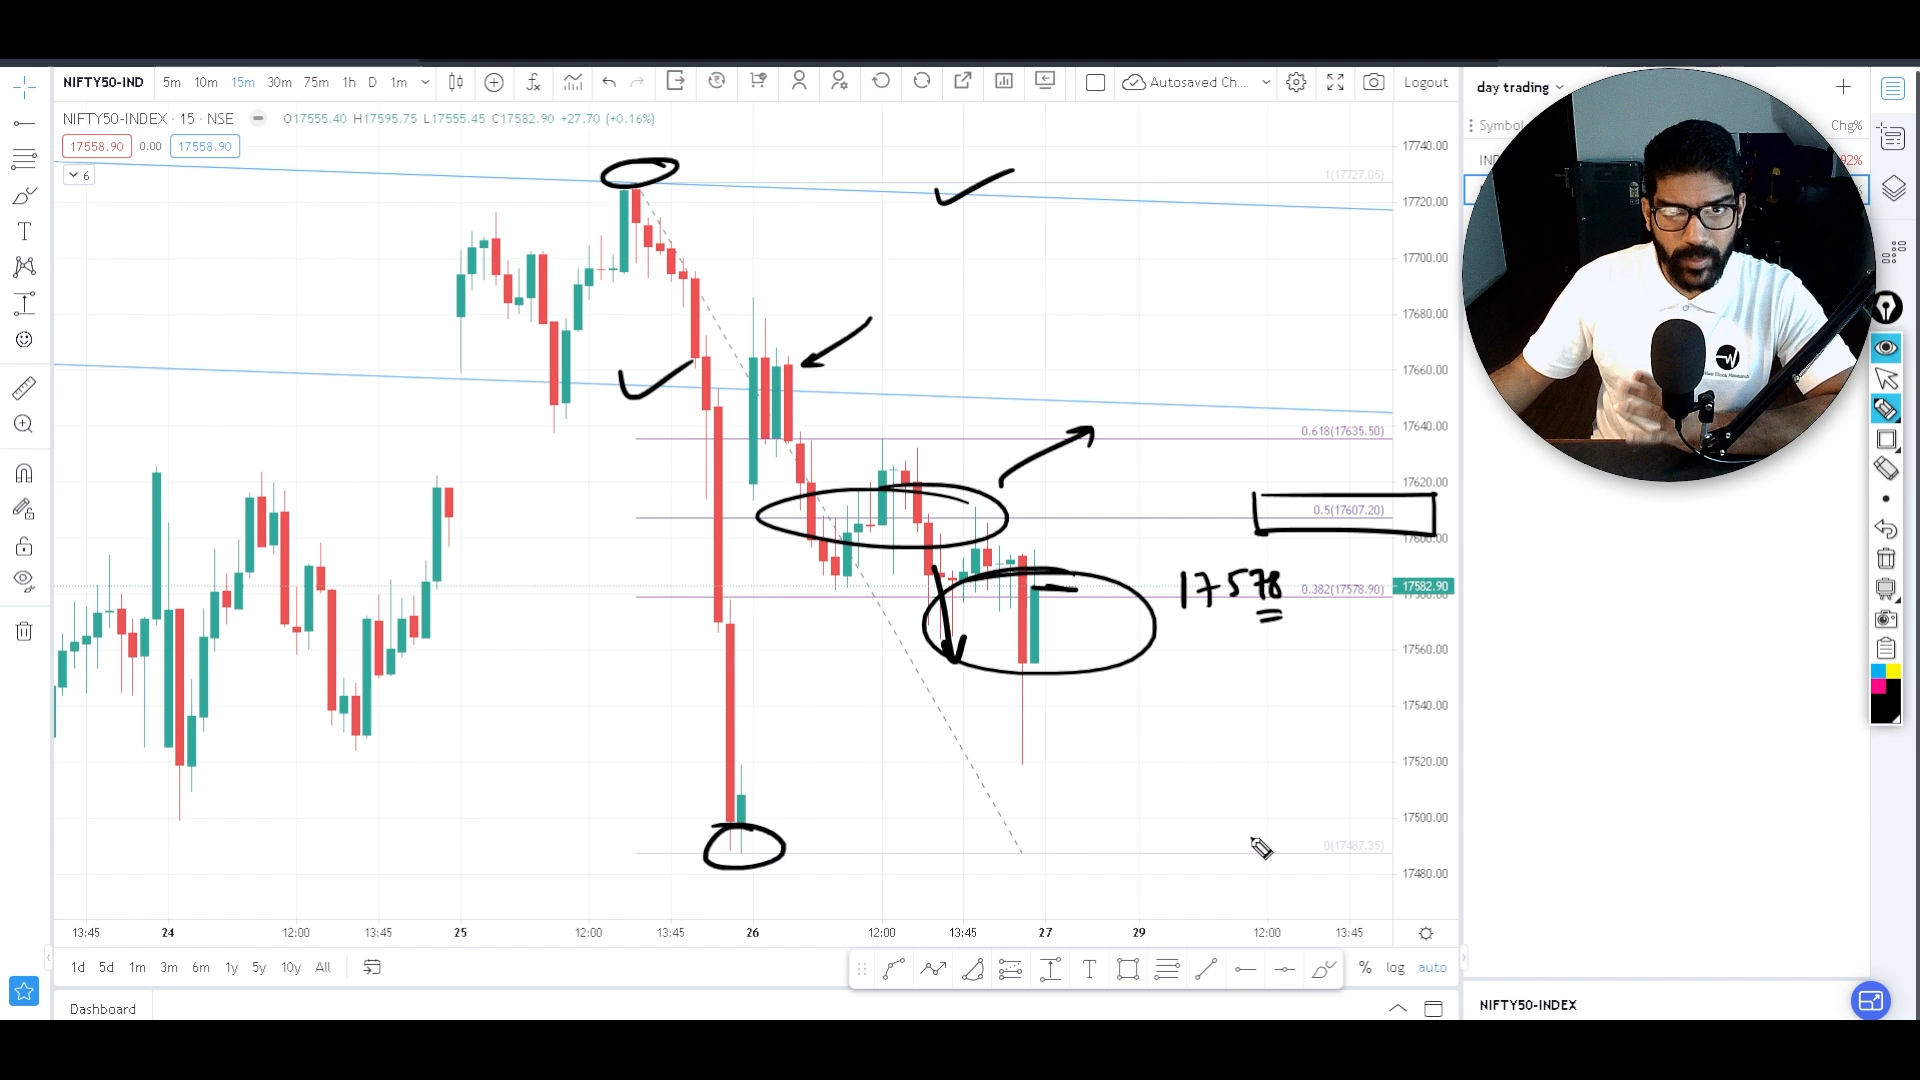 NIFTY50-IND 5m 10m 15m 30m 75m 1h D 1m Autosaved Ch... Logout
day trading
NIFTY50-INDEX · 15 · NSE O17555.40 H17595.75 L17555.45 C17582.90 +27.70 (+0.16%)
Symbol Chg%
17558.90 0.00 17558.90
6
92%
17740.00
1(17727.05)
17720.00
17700.00
17680.00
17660.00
17640.00
0.618(17635.50)
17620.00
0.5(17607.20)
17600.00
17578
17582.90
0.382(17578.90)
17560.00
17540.00
17520.00
17500.00
0(17487.35)
17480.00
13:45 24 12:00 13:45 25 12:00 13:45 26 12:00 13:45 27 29 12:00 13:45
1d 5d 1m 3m 6m 1y 5y 10y All
% log auto
Dashboard
NIFTY50-INDEX